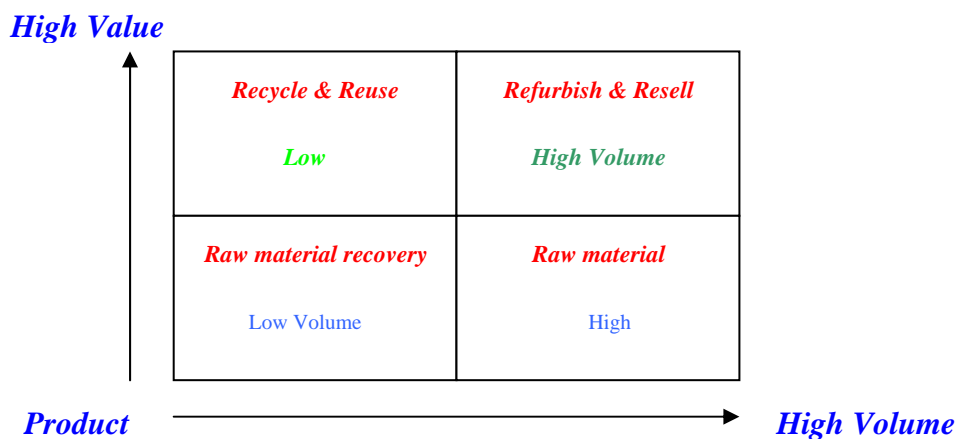 High Value
Recycle & Reuse
Refurbish & Resell
Low
High Volume
Raw material recovery
Raw material
Low Volume
High
Product
High Volume